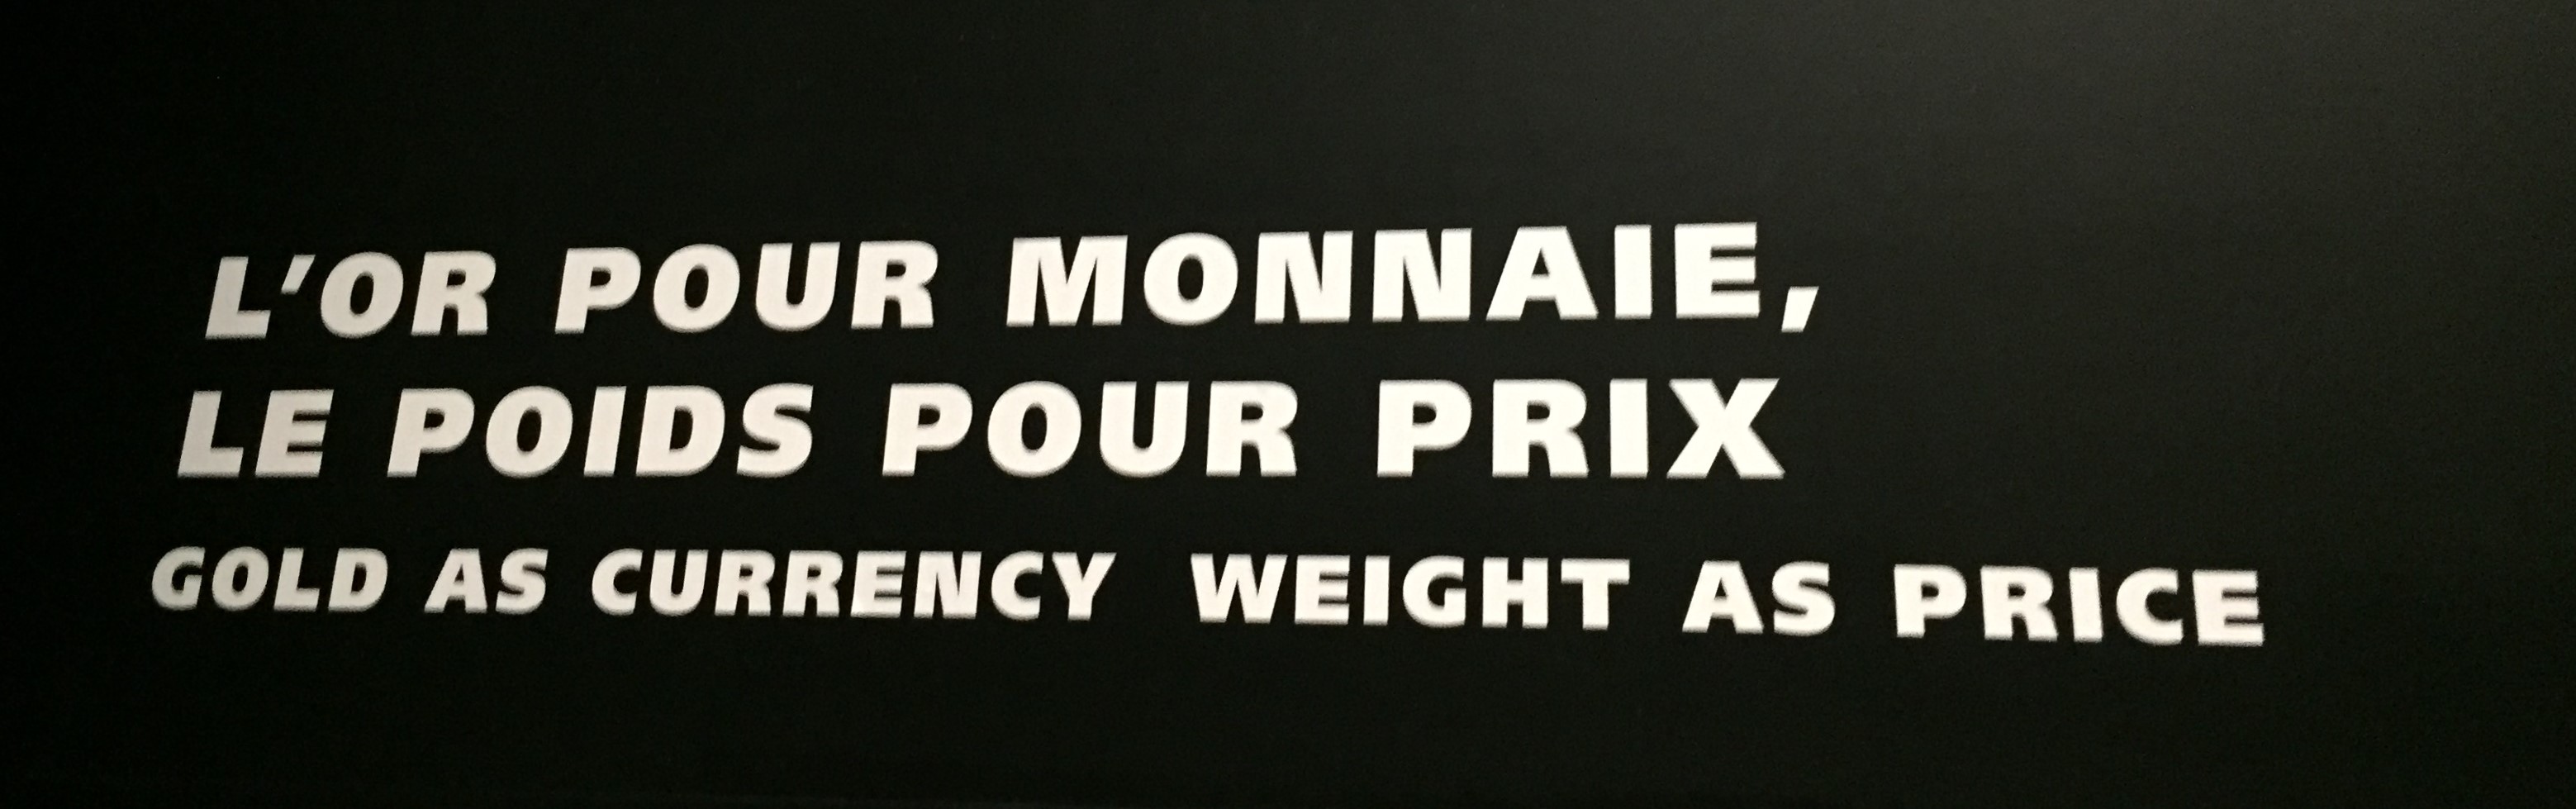 L'OR POUR MONNAIE,
LE POIDS POUR PRIX
GOLD AS CURRENCY WEIGHT AS PRICE